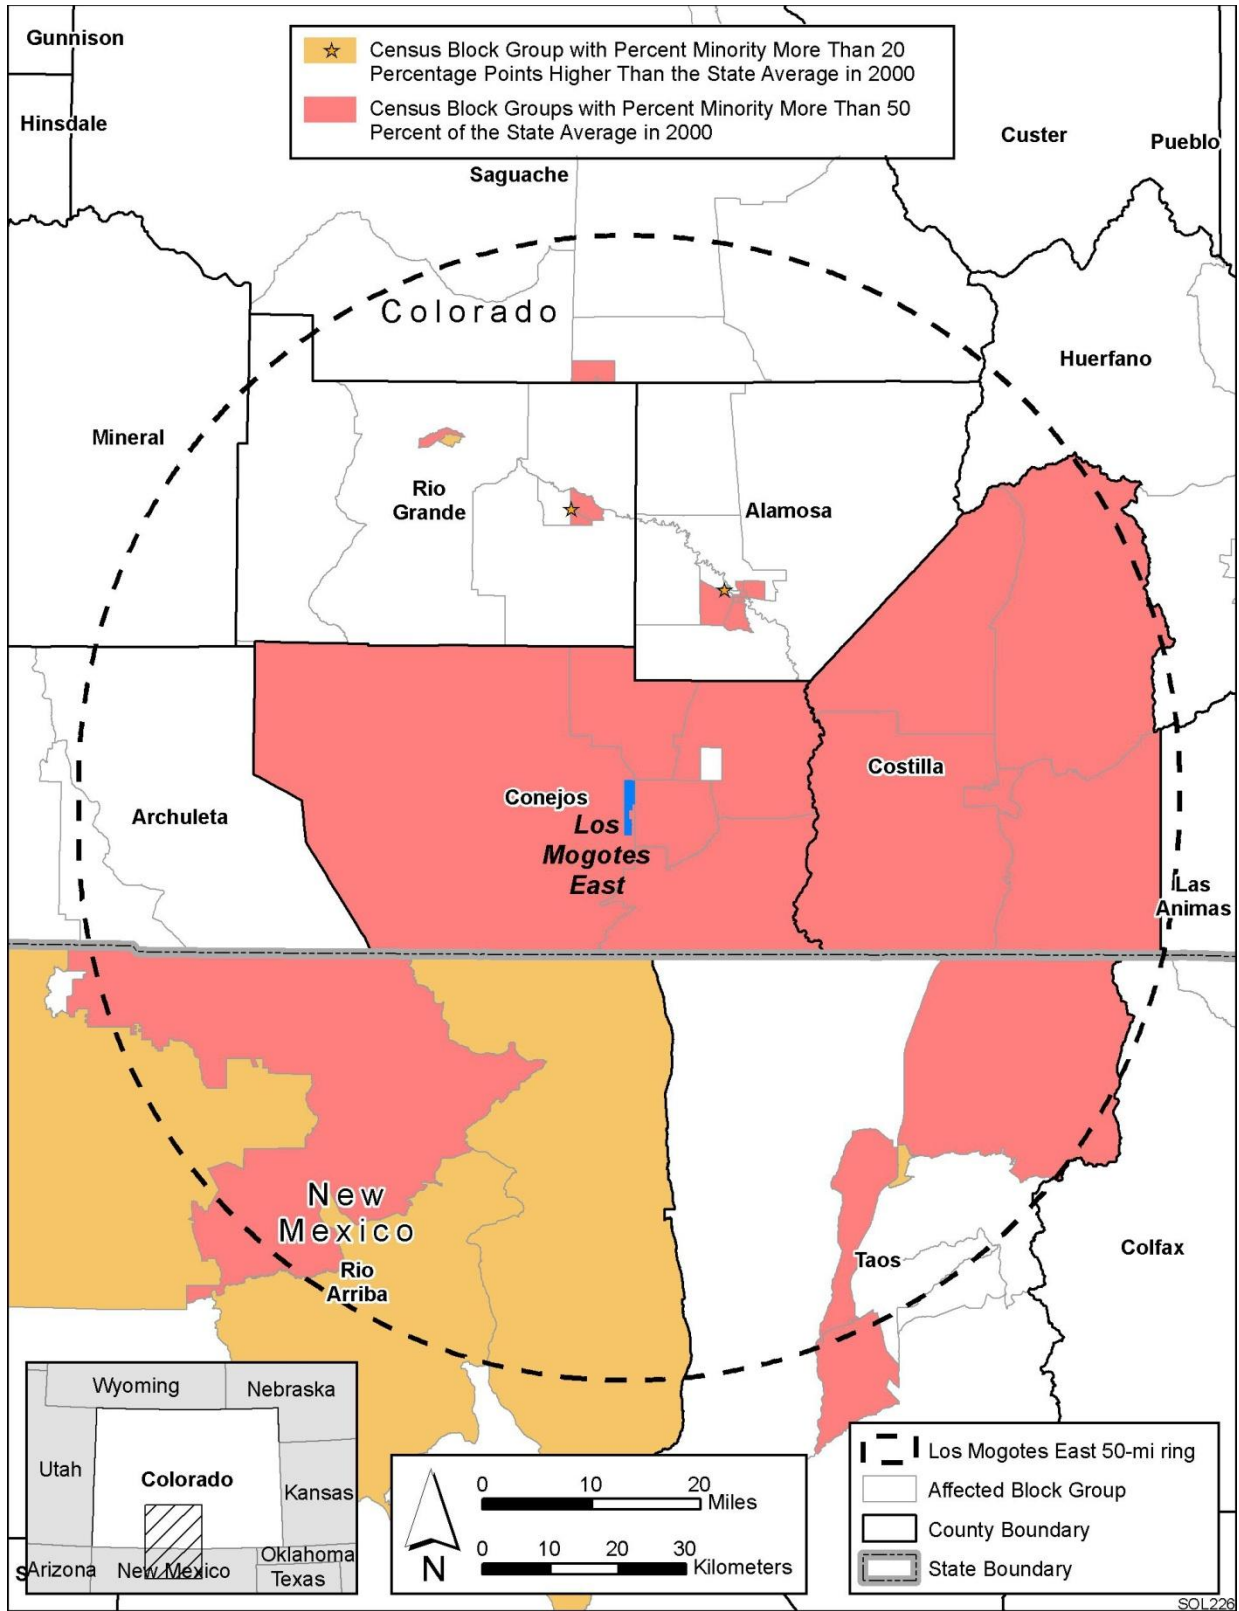 Gunnison
Census Block Group with Percent Minority More Than 20
Percentage Points Higher Than the State Average in 2000
Census Block Groups with Percent Minority More Than 50
Percent of the State Average in 2000
Hinsdale
Custer
Pueblo
Saguache
Colorado
Huerfano
Mineral
Rio
Grande
Alamosa
Costilla
Conejos
Archuleta
Los
Mogotes
East
Las
Animas
New
Mexico
Rio
Arriba
Taos
Colfax
Wyoming
Nebraska
Utah
Colorado
Kansas
Arizona
New Mexico
Oklahoma
Texas
S
0 10 20
Miles
0 10 20 30
Kilometers
N
Los Mogotes East 50-mi ring
Affected Block Group
County Boundary
State Boundary
SOL226